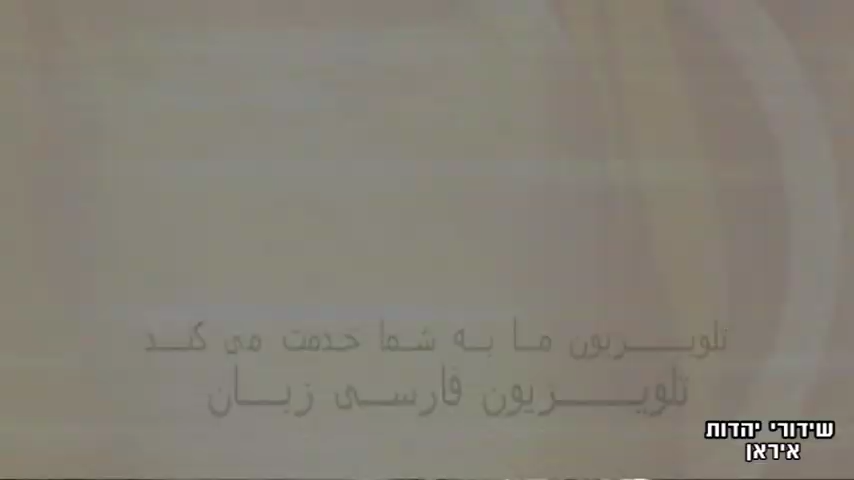 تلویزیون ما به شما خدمت می کند
تلویزیون فارسی زبان
שידורי יהדות
איראן